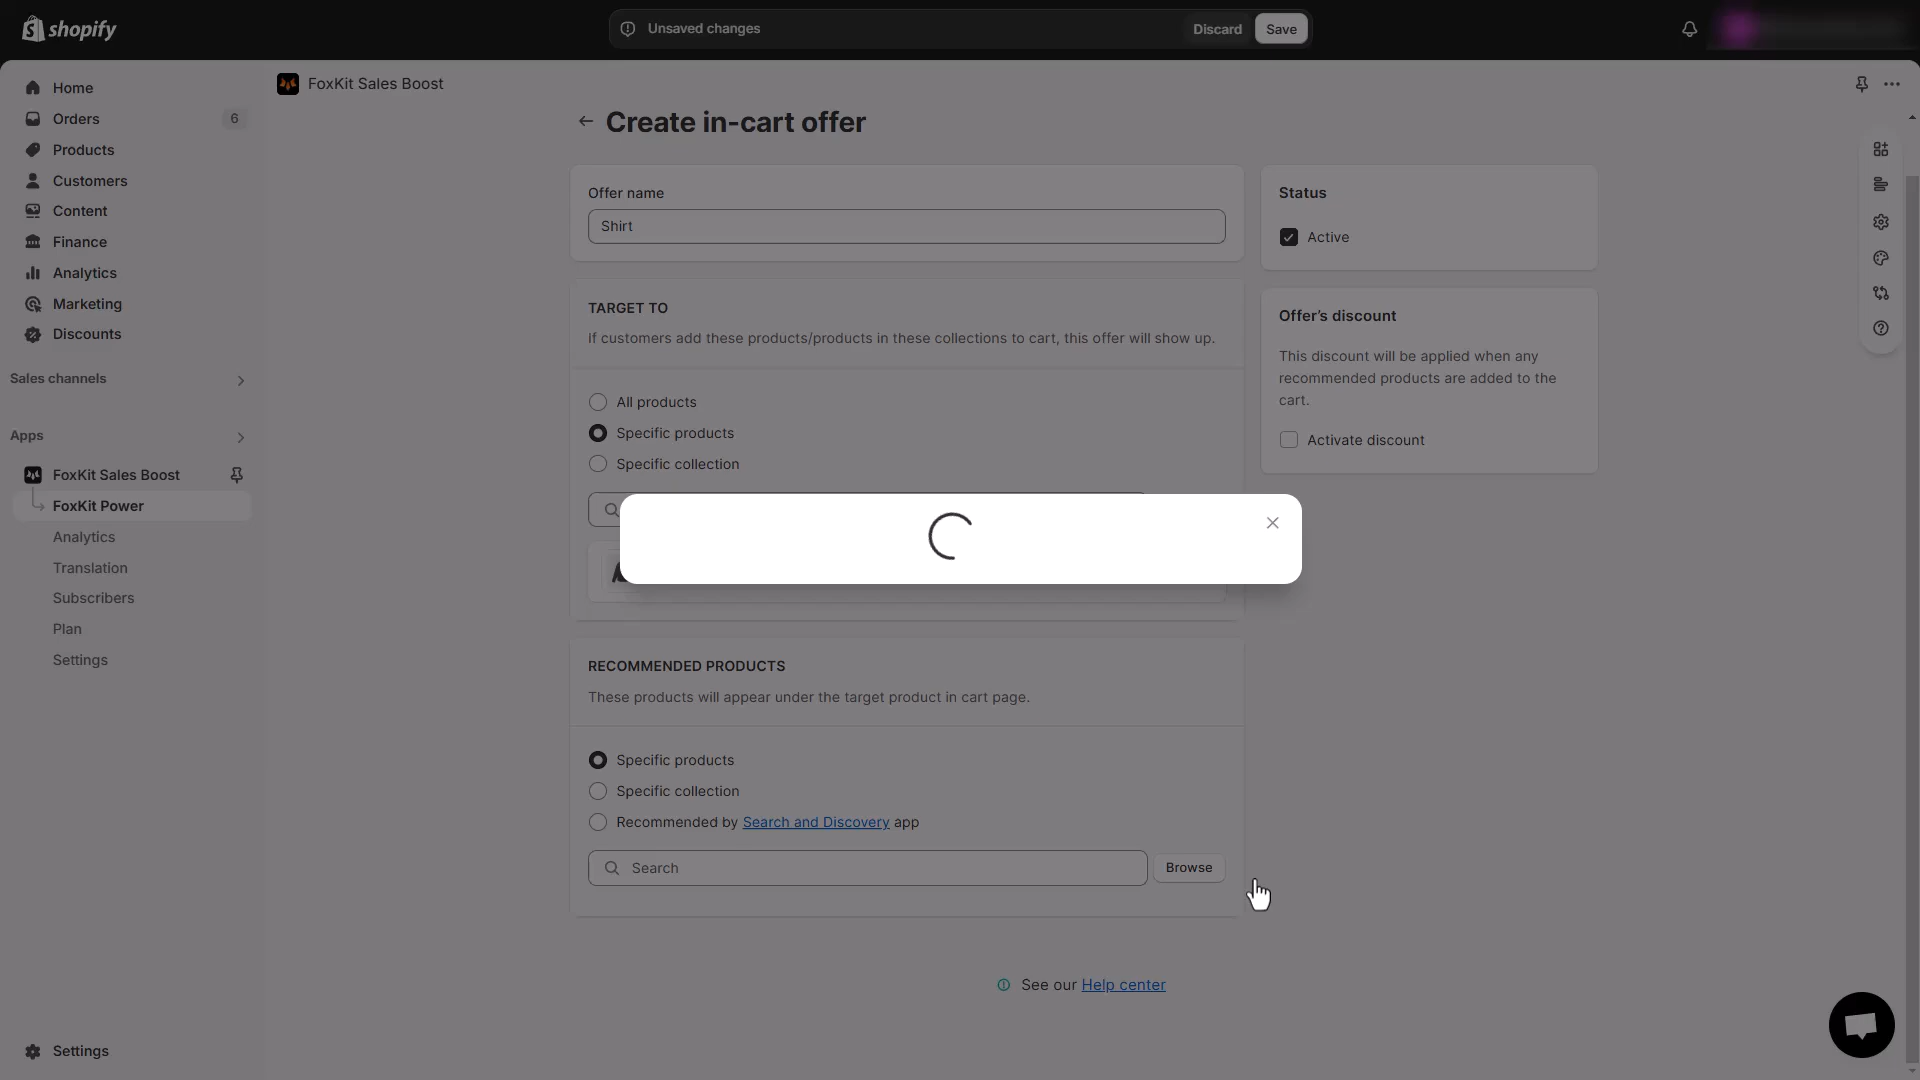 shopify
Unsaved changes
Discard
Save
Home
Orders
6
Products
Customers
Content
Finance
Analytics
Marketing
Discounts
Sales channels
Apps
FoxKit Sales Boost
FoxKit Power
Analytics
Translation
Subscribers
Plan
Settings
Settings
FoxKit Sales Boost
Create in-cart offer
Offer name
Shirt
TARGET TO
If customers add these products/products in these collections to cart, this offer will show up.
All products
Specific products
Specific collection
RECOMMENDED PRODUCTS
These products will appear under the target product in cart page.
Specific products
Specific collection
Recommended by Search and Discovery app
Search
Browse
Status
Active
Offer's discount
This discount will be applied when any
recommended products are added to the
cart.
Activate discount
See our Help center